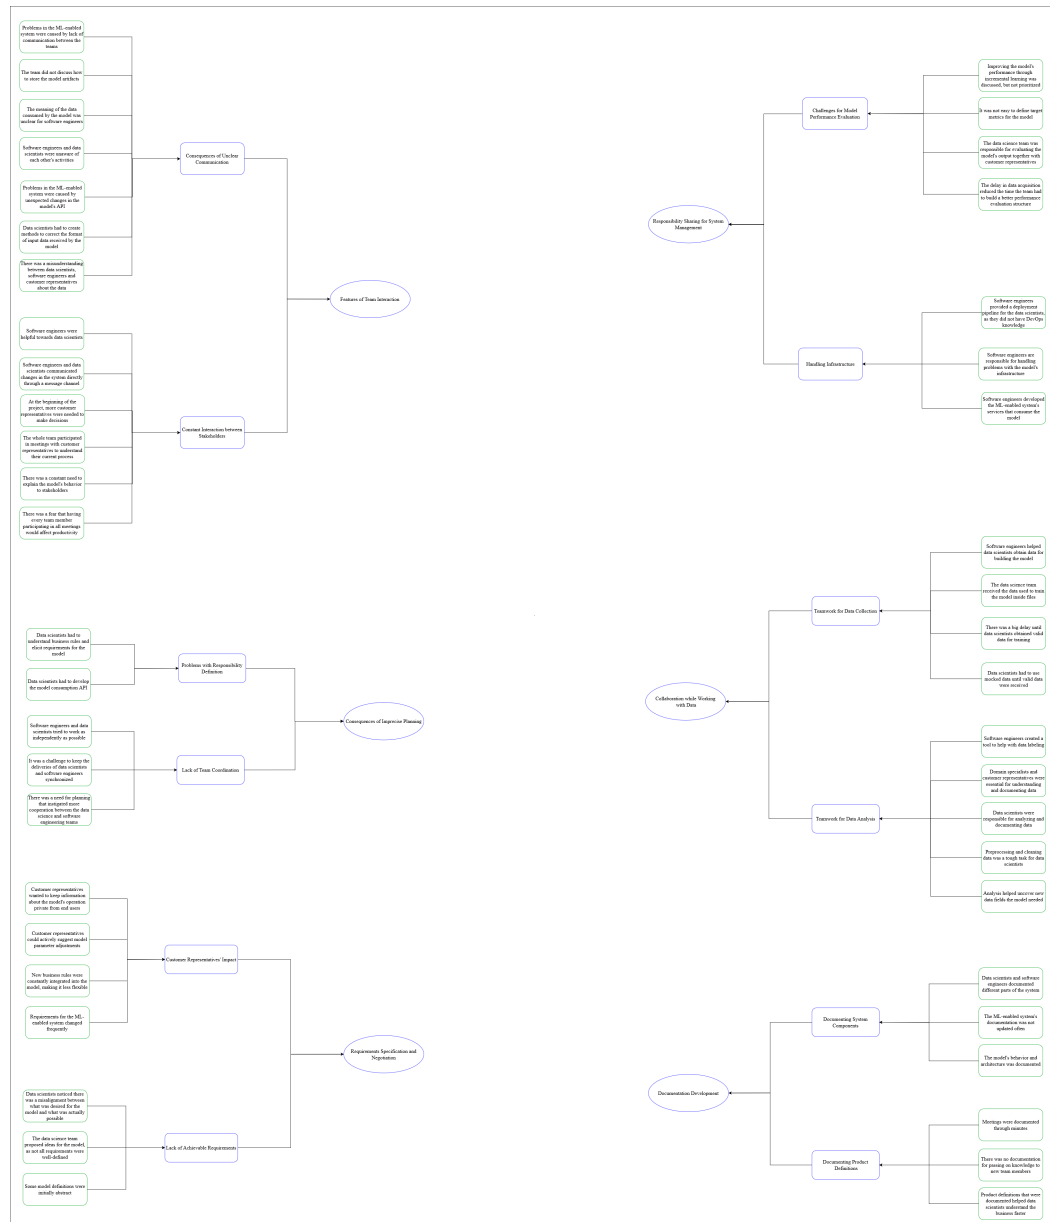 Problems in the ML-enabled
system were caused by lack of
communication between the
teams
The team did not discuss how
to store the model artifacts
The meaning of the data
consumed by the model was
unclear for software engineers
Software engineers and data
scientists were unaware of
each other's activities
Problems in the ML-enabled
system were caused by
unexpected changes in the
model's API
Data scientists had to create
methods to correct the format
of input data received by the
model
There was a misunderstanding
between data scientists,
software engineers and
customer representatives
about the data
Consequences of Unclear
Communication
Software engineers were
helpful towards data scientists
Software engineers and data
scientists communicated
changes in the system directly
through a message channel
At the beginning of the
project, more customer
representatives were needed to
make decisions
The whole team participated
in meetings with customer
representatives to understand
their current process
There was a constant need to
explain the model's behavior
to stakeholders
There was a fear that having
every team member
participating in all meetings
would affect productivity
Constant Interaction between
Stakeholders
Features of Team Interaction
Data scientists had to
understand business rules and
elicit requirements for the
model
Data scientists had to develop
the model consumption API
Problems with Responsibility
Definition
Software engineers and data
scientists tried to work as
independently as possible
It was a challenge to keep the
deliveries of data scientists
and software engineers
synchronized
There was a need for planning
that instigated more
cooperation between the data
science and software
engineering teams
Lack of Team Coordination
Consequences of Imprecise Planning
Customer representatives
wanted to keep information
about the model's operation
private from end users
Customer representatives
could actively suggest model
parameter adjustments
New business rules were
constantly integrated into the
model, making it less flexible
Requirements for the ML-
enabled system changed
frequently
Customer Representatives' Impact
Data scientists noticed there
was a misalignment between
what was desired for the
model and what was actually
possible
The data science team
proposed ideas for the model,
as not all requirements were
well-defined
Some model definitions were
initially abstract
Lack of Achievable Requirements
Requirements Specification and
Negotiation
Improving the model's
performance through
incremental learning was
discussed, but not prioritized
It was not easy to define target
metrics for the model
The data science team was
responsible for evaluating the
model's output together with
customer representatives
The delay in data acquisition
reduced the time the team had
to build a better performance
evaluation structure
Challenges for Model
Performance Evaluation
Responsibility Sharing for System
Management
Software engineers
provided a deployment
pipeline for the data scientists,
as they did not have DevOps
knowledge
Software engineers are
responsible for handling
problems with the model's
infrastructure
Software engineers developed
the ML-enabled system's
services that consume the
model
Handling Infrastructure
Software engineers helped
data scientists obtain data for
building the model
The data science team
received the data used to train
the model inside files
There was a big delay until
data scientists obtained valid
data for training
Data scientists had to use
mocked data until valid data
were received
Teamwork for Data Collection
Collaboration while Working
with Data
Software engineers created a
tool to help with data labeling
Domain specialists and
customer representatives were
essential for understanding
and documenting data
Data scientists were
responsible for analyzing and
documenting data
Preprocessing and cleaning
data was a tough task for data
scientists
Analysis helped uncover new
data fields the model needed
Teamwork for Data Analysis
Data scientists and software
engineers documented
different parts of the system
The ML-enabled system's
documentation was not
updated often
The model's behavior and
architecture was documented
Documenting System
Components
Documentation Development
Meetings were documented
through minutes
There was no documentation
for passing on knowledge to
new team members
Product definitions that were
documented helped data
scientists understand the
business faster
Documenting Product
Definitions